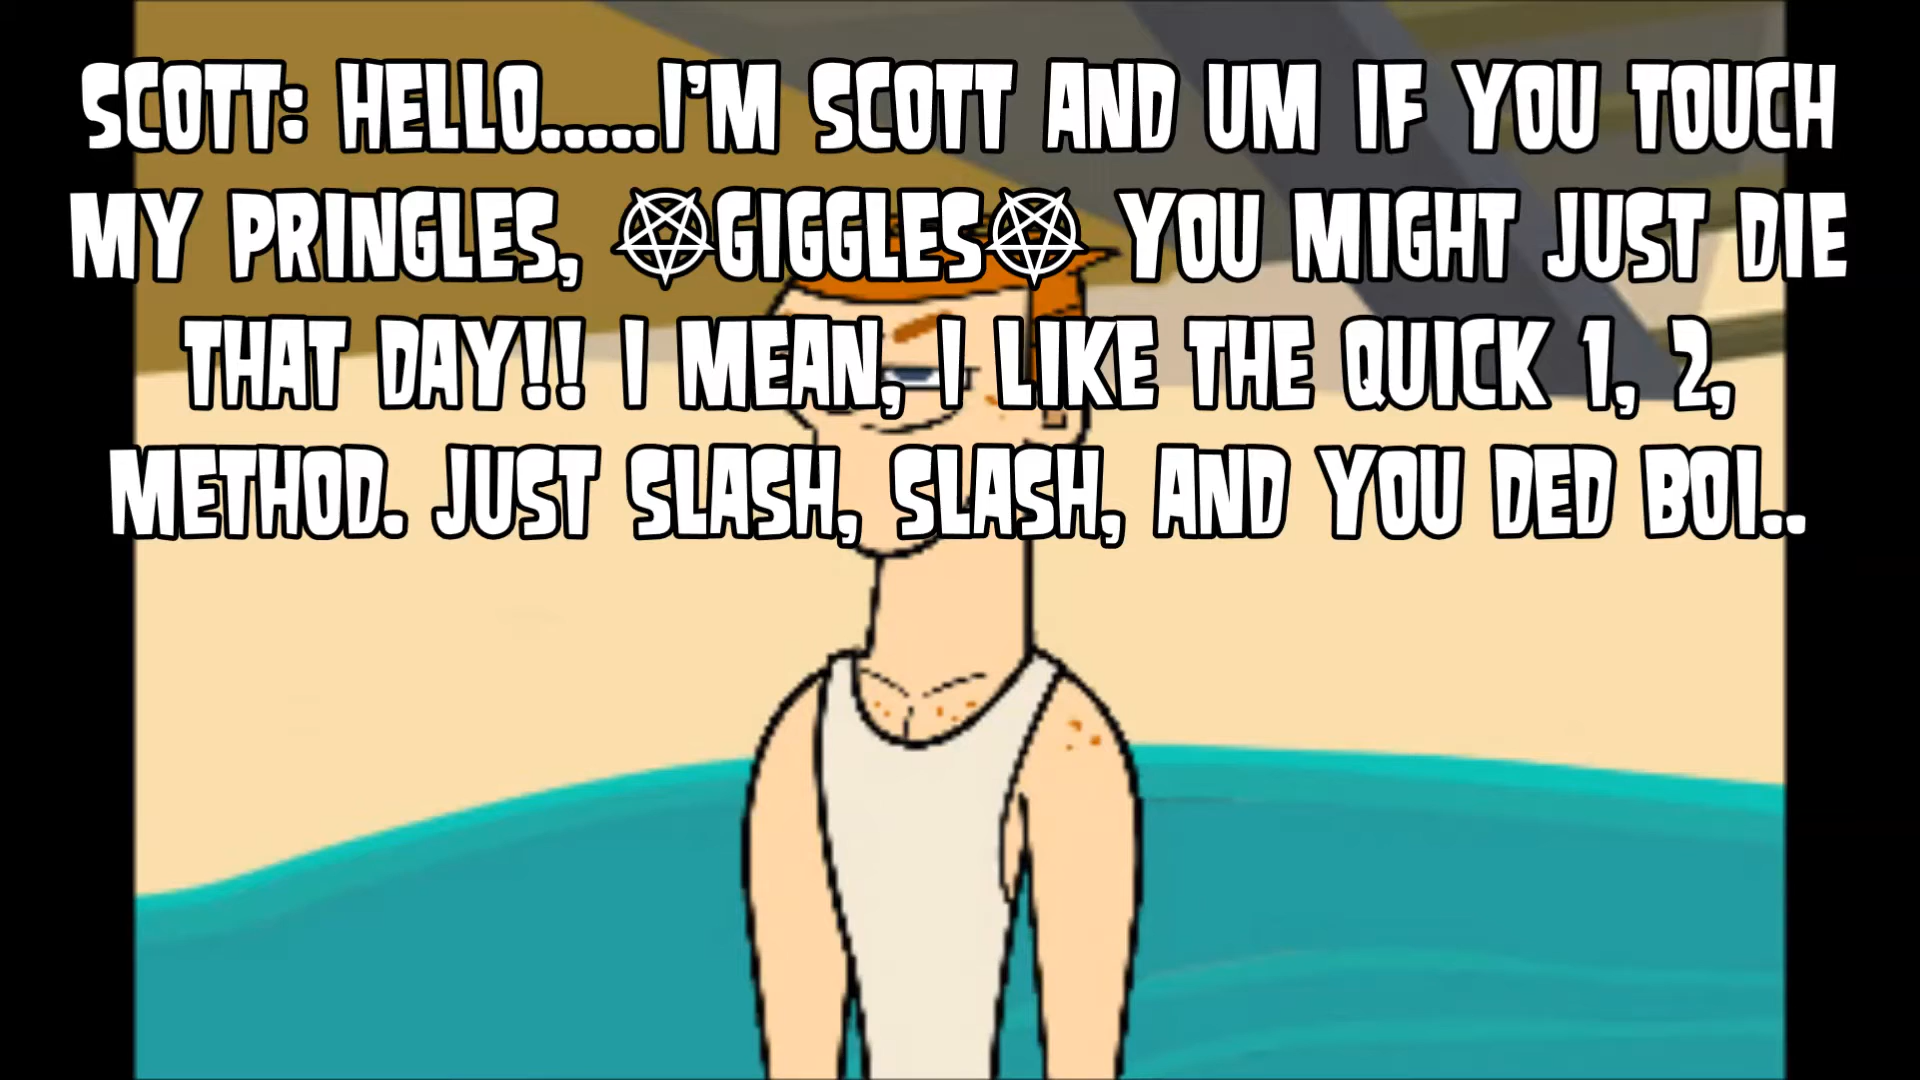 SCOTT: HELLO.....I'M SCOTT AND UM IF YOU TOUCH
MY PRINGLES, ⛧GIGGLES⛧ YOU MIGHT JUST DIE
THAT DAY!! I MEAN, I LIKE THE QUICK 1, 2,
METHOD. JUST SLASH, SLASH, AND YOU DED BOI..